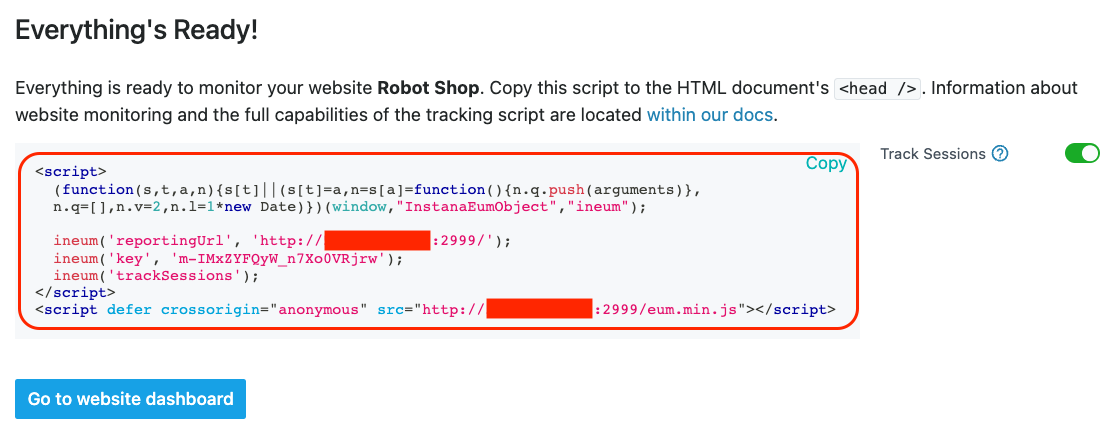 Everything's Ready!
Everything is ready to monitor your website Robot Shop. Copy this script to the HTML document's <head />. Information about
website monitoring and the full capabilities of the tracking script are located within our docs.
Copy
Track Sessions ?
<script>
(function(s,t,a,n){s[t]||(s[t]=a,n=s[a]=function(){n.q.push(arguments)},
n.q=[],n.v=2,n.l=1*new Date)})(window,"InstanaEumObject","ineum");
ineum('reportingUrl', 'http:// :2999/');
ineum('key', 'm-IMxZYFQyW_n7Xo0VRjrw');
ineum('trackSessions');
</script>
<script defer crossorigin="anonymous" src="http:// :2999/eum.min.js"></script>
Go to website dashboard